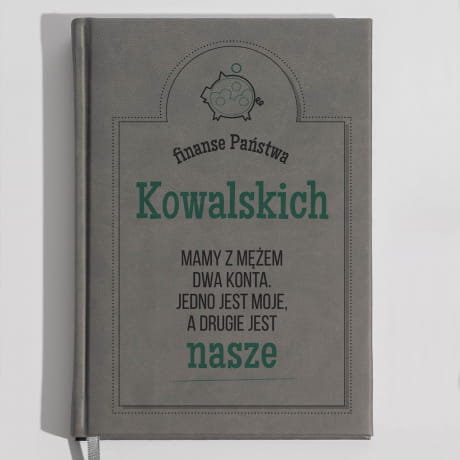 finanse Państwa
Kowalskich
MAMY Z MĘŻEM
DWA KONTA.
JEDNO JEST MOJE,
A DRUGIE JEST
nasze